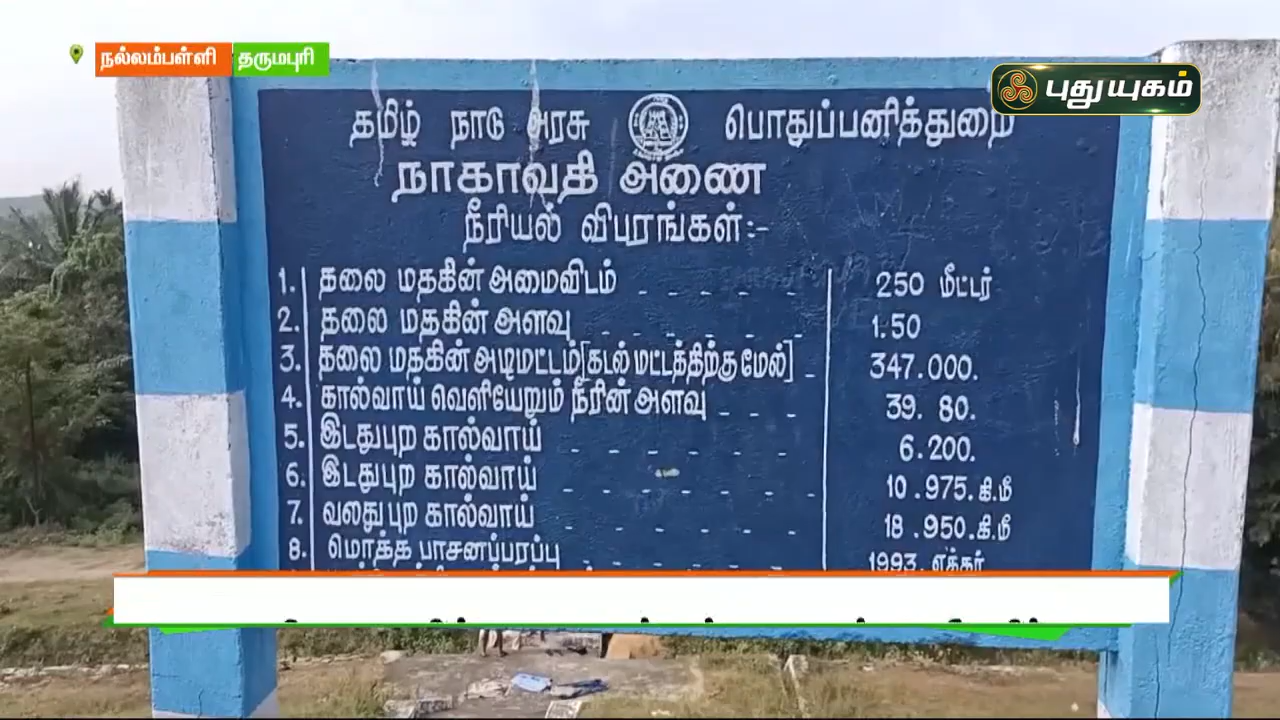 நல்லம்பள்ளி தருமபுரி
புதுயுகம்
தமிழ் நாடு அரசு பொதுப்பணித்துறை
நாகாவதி அணை
நீரியல் விபரங்கள்:-
1. தலை மதகின் அமைவிடம் _ _ _ _ _ 250 மீட்டர்
2. தலை மதகின் அளவு _ _ _ _ _ _ 1.50
3. தலை மதகின் அடிமட்டம்[கடல் மட்டத்திற்கு மேல்] _ 347.000.
4. கால்வாய் வெளியேறும் நீரின் அளவு _ _ _ 39. 80.
5. இடதுபுற கால்வாய் _ _ _ _ _ _ 6.200.
6. இடதுபுற கால்வாய் _ _ _ _ _ _ _ 10.975.கி.மீ
7. வலதுபுற கால்வாய் _ _ _ _ _ _ 18.950.கி.மீ
8. மொத்த பாசனப்பரப்பு _ _ _ _ _ _ 1993.ஏக்கர்